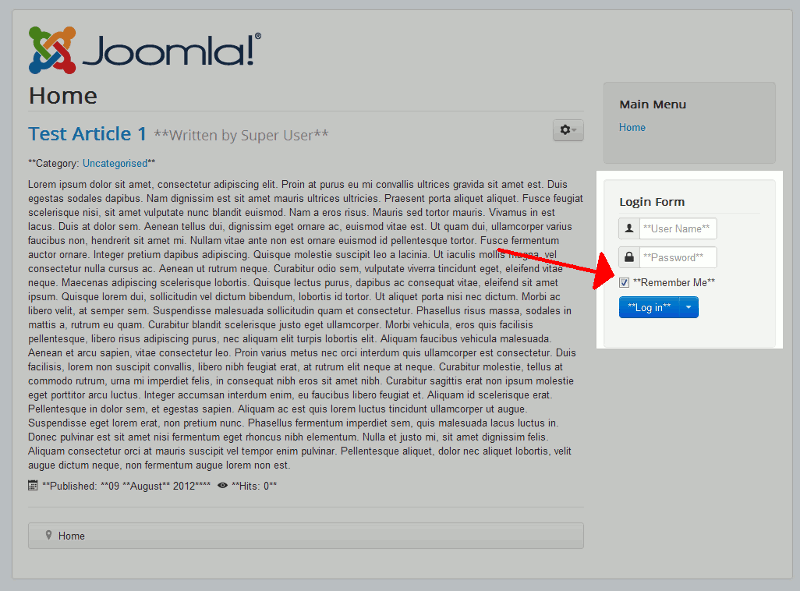 Joomla!®
Home
Test Article 1 **Written by Super User**
**Category: Uncategorised**
Lorem ipsum dolor sit amet, consectetur adipiscing elit. Proin at purus eu mi convallis ultrices gravida sit amet est. Duis
egestas sodales dapibus. Nam dignissim est sit amet mauris ultrices ultricies. Praesent porta aliquet aliquet. Fusce feugiat
scelerisque nisi, sit amet vulputate nunc blandit euismod. Nam a eros risus. Mauris sed tortor mauris. Vivamus in est
lacus. Duis at dolor sem. Aenean tellus dui, dignissim eget ornare ac, euismod vitae est. Ut quam dui, ullamcorper varius
faucibus non, hendrerit sit amet mi. Nullam vitae ante non est ornare euismod id pellentesque tortor. Fusce fermentum
auctor ornare. Integer pretium dapibus adipiscing. Quisque molestie suscipit leo a lacinia. Ut iaculis mollis magna, vel
consectetur nulla cursus ac. Aenean ut rutrum neque. Curabitur odio sem, vulputate viverra tincidunt eget, eleifend vitae
neque. Maecenas adipiscing scelerisque lobortis. Quisque lectus purus, dapibus ac consequat vitae, eleifend sit amet
ipsum. Quisque lorem dui, sollicitudin vel dictum bibendum, lobortis id tortor. Ut aliquet porta nisi nec dictum. Morbi ac
libero velit, at semper sem. Suspendisse malesuada sollicitudin quam et consectetur. Phasellus risus massa, sodales in
mattis a, rutrum eu quam. Curabitur blandit scelerisque justo eget ullamcorper. Morbi vehicula, eros quis facilisis
pellentesque, libero risus adipiscing purus, nec aliquam elit turpis lobortis elit. Aliquam faucibus vehicula malesuada.
Aenean et arcu sapien, vitae consectetur leo. Proin varius metus nec orci interdum quis ullamcorper est consectetur. Duis
facilisis, lorem non suscipit convallis, libero nibh feugiat erat, at rutrum elit neque at neque. Curabitur molestie, tellus at
commodo rutrum, urna mi imperdiet felis, in consequat nibh eros sit amet nibh. Curabitur sagittis erat non ipsum molestie
eget porttitor arcu luctus. Integer accumsan interdum enim, eu faucibus libero feugiat et. Aliquam id scelerisque erat.
Pellentesque in dolor sem, et egestas sapien. Aliquam ac est quis lorem luctus tincidunt ullamcorper ut augue.
Suspendisse eget lorem erat, non pretium nunc. Phasellus fermentum imperdiet sem, quis malesuada lacus luctus in.
Donec pulvinar est sit amet nisi fermentum eget rhoncus nibh elementum. Nulla et justo mi, sit amet dignissim felis.
Aliquam consectetur orci at mauris suscipit vel tempor enim pulvinar. Pellentesque aliquet, dolor nec aliquet lobortis, velit
augue dictum neque, non fermentum augue lorem non est.
**Published: **09 **August** 2012**** **Hits: 0**
Home
Main Menu
Home
Login Form
**User Name**
**Password**
**Remember Me**
**Log in**